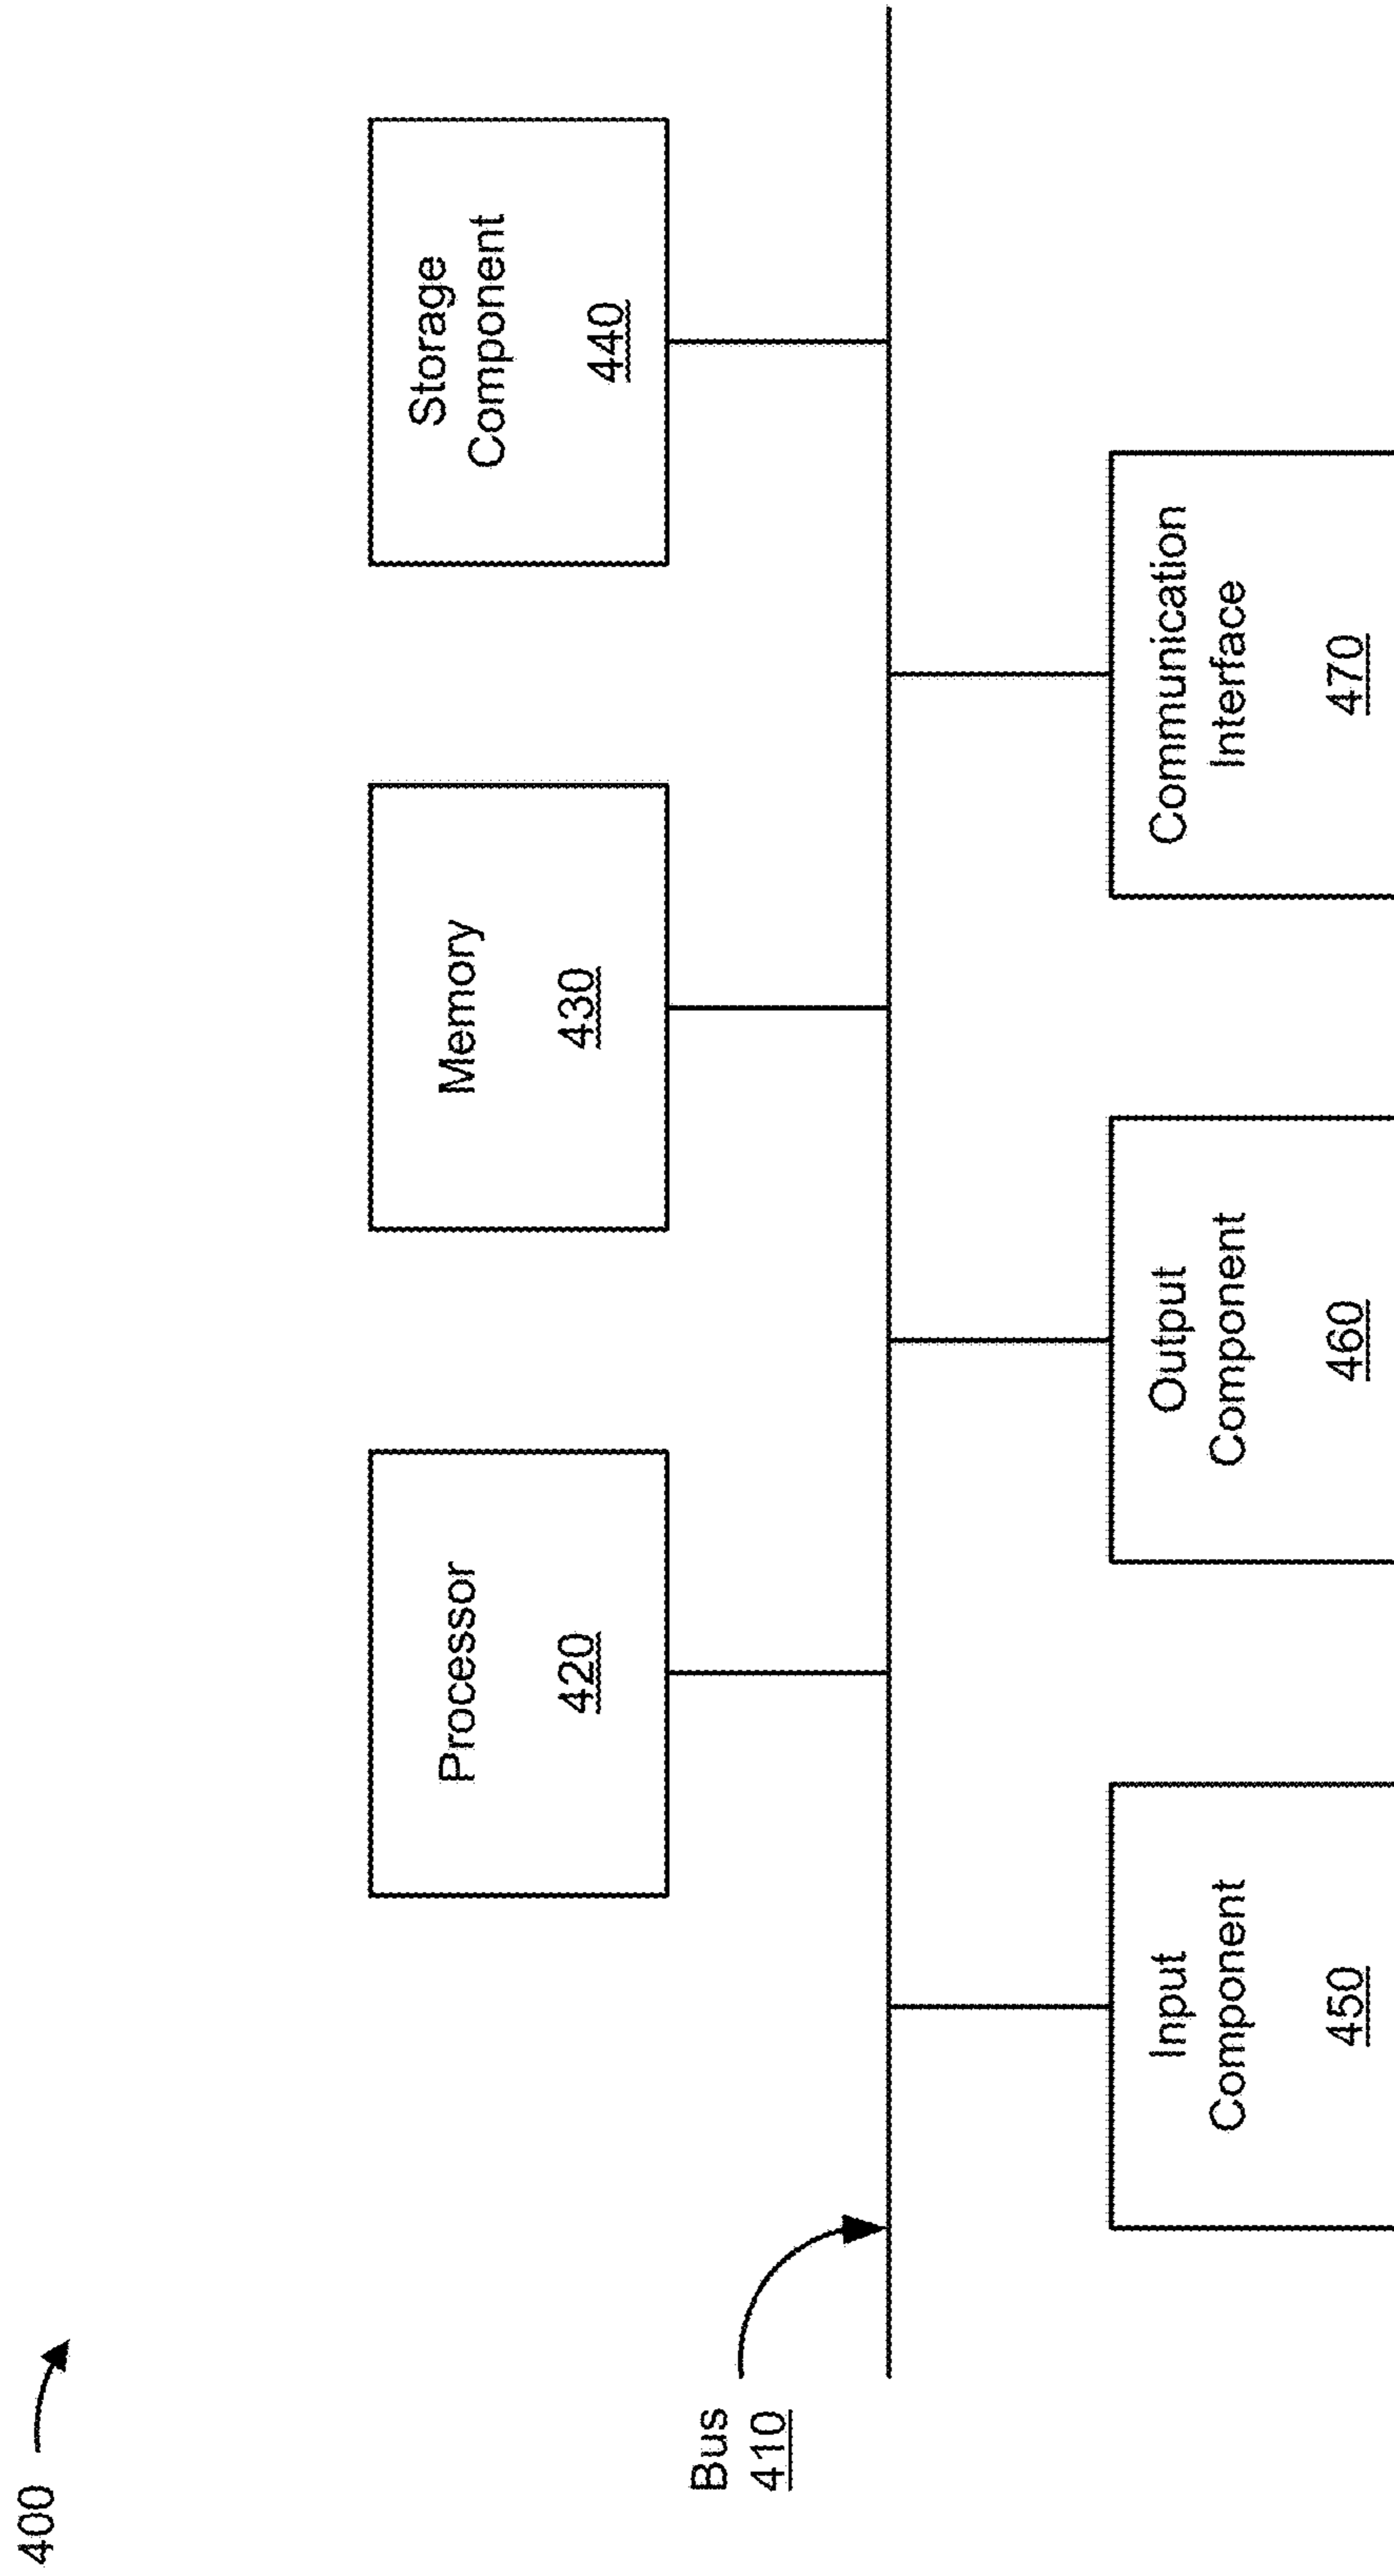 400
Processor
420
Memory
430
Storage
Component
440
Bus
410
Input
Component
450
Output
Component
460
Communication
Interface
470